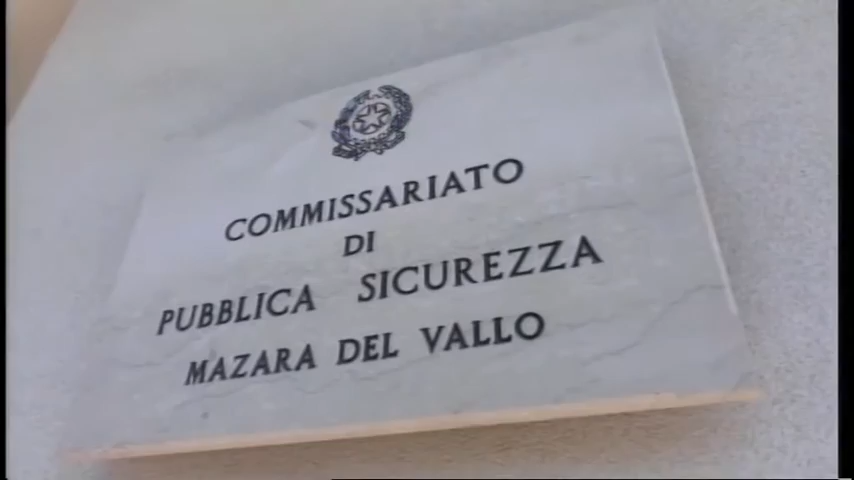 COMMISSARIATO
DI
PUBBLICA SICUREZZA
MAZARA DEL VALLO